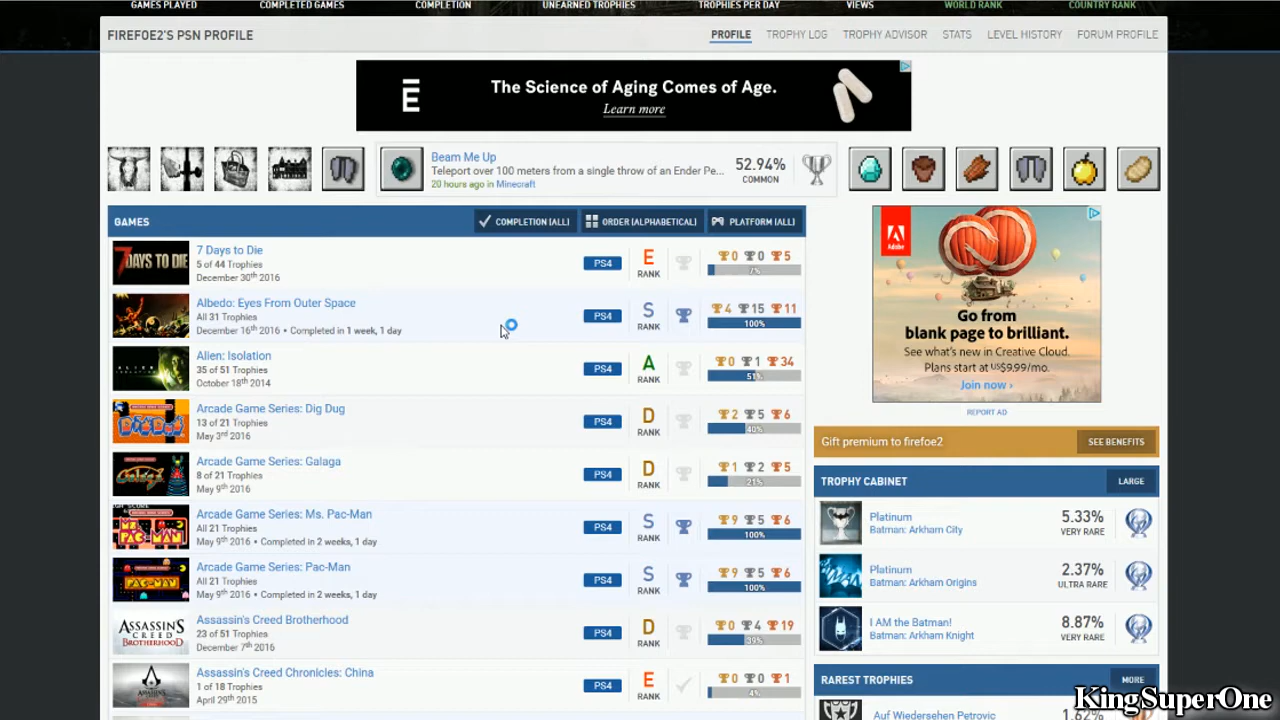 GAMES PLAYED COMPLETED GAMES COMPLETION UNEARNED TROPHIES TROPHIES PER DAY VIEWS WORLD RANK COUNTRY RANK
FIREFOE2'S PSN PROFILE
PROFILE TROPHY LOG TROPHY ADVISOR STATS LEVEL HISTORY FORUM PROFILE
The Science of Aging Comes of Age.
Learn more
Beam Me Up
Teleport over 100 meters from a single throw of an Ender Pe...
20 hours ago in Minecraft
52.94%
COMMON
GAMES
COMPLETION (ALL)
ORDER (ALPHABETICAL)
PLATFORM (ALL)
7 DAYS TO DIE
7 Days to Die
5 of 44 Trophies
December 30th 2016
PS4
E
RANK
0 0 5
7%
Albedo: Eyes From Outer Space
All 31 Trophies
December 16th 2016 • Completed in 1 week, 1 day
PS4
S
RANK
4 15 11
100%
Alien: Isolation
35 of 51 Trophies
October 18th 2014
PS4
A
RANK
0 1 34
51%
Arcade Game Series: Dig Dug
13 of 21 Trophies
May 3rd 2016
PS4
D
RANK
2 5 6
40%
Arcade Game Series: Galaga
8 of 21 Trophies
May 9th 2016
PS4
D
RANK
1 2 5
21%
Arcade Game Series: Ms. Pac-Man
All 21 Trophies
May 9th 2016 • Completed in 2 weeks, 1 day
PS4
S
RANK
9 5 6
100%
PAC-MAN
Arcade Game Series: Pac-Man
All 21 Trophies
May 9th 2016 • Completed in 2 weeks, 1 day
PS4
S
RANK
9 5 6
100%
ASSASSIN'S
CREED
BROTHERHOOD
Assassin's Creed Brotherhood
23 of 51 Trophies
December 7th 2016
PS4
D
RANK
0 4 19
39%
Assassin's Creed Chronicles: China
1 of 18 Trophies
April 29th 2015
PS4
E
RANK
0 0 1
4%
Adobe
Go from
blank page to brilliant.
See what's new in Creative Cloud.
Plans start at US$9.99/mo.
Join now ›
REPORT AD
Gift premium to firefoe2
SEE BENEFITS
TROPHY CABINET
LARGE
Platinum
Batman: Arkham City
5.33%
VERY RARE
Platinum
Batman: Arkham Origins
2.37%
ULTRA RARE
I AM the Batman!
Batman: Arkham Knight
8.87%
VERY RARE
RAREST TROPHIES
MORE
Auf Wiedersehen Petrovic
1.62%
KingSuperOne